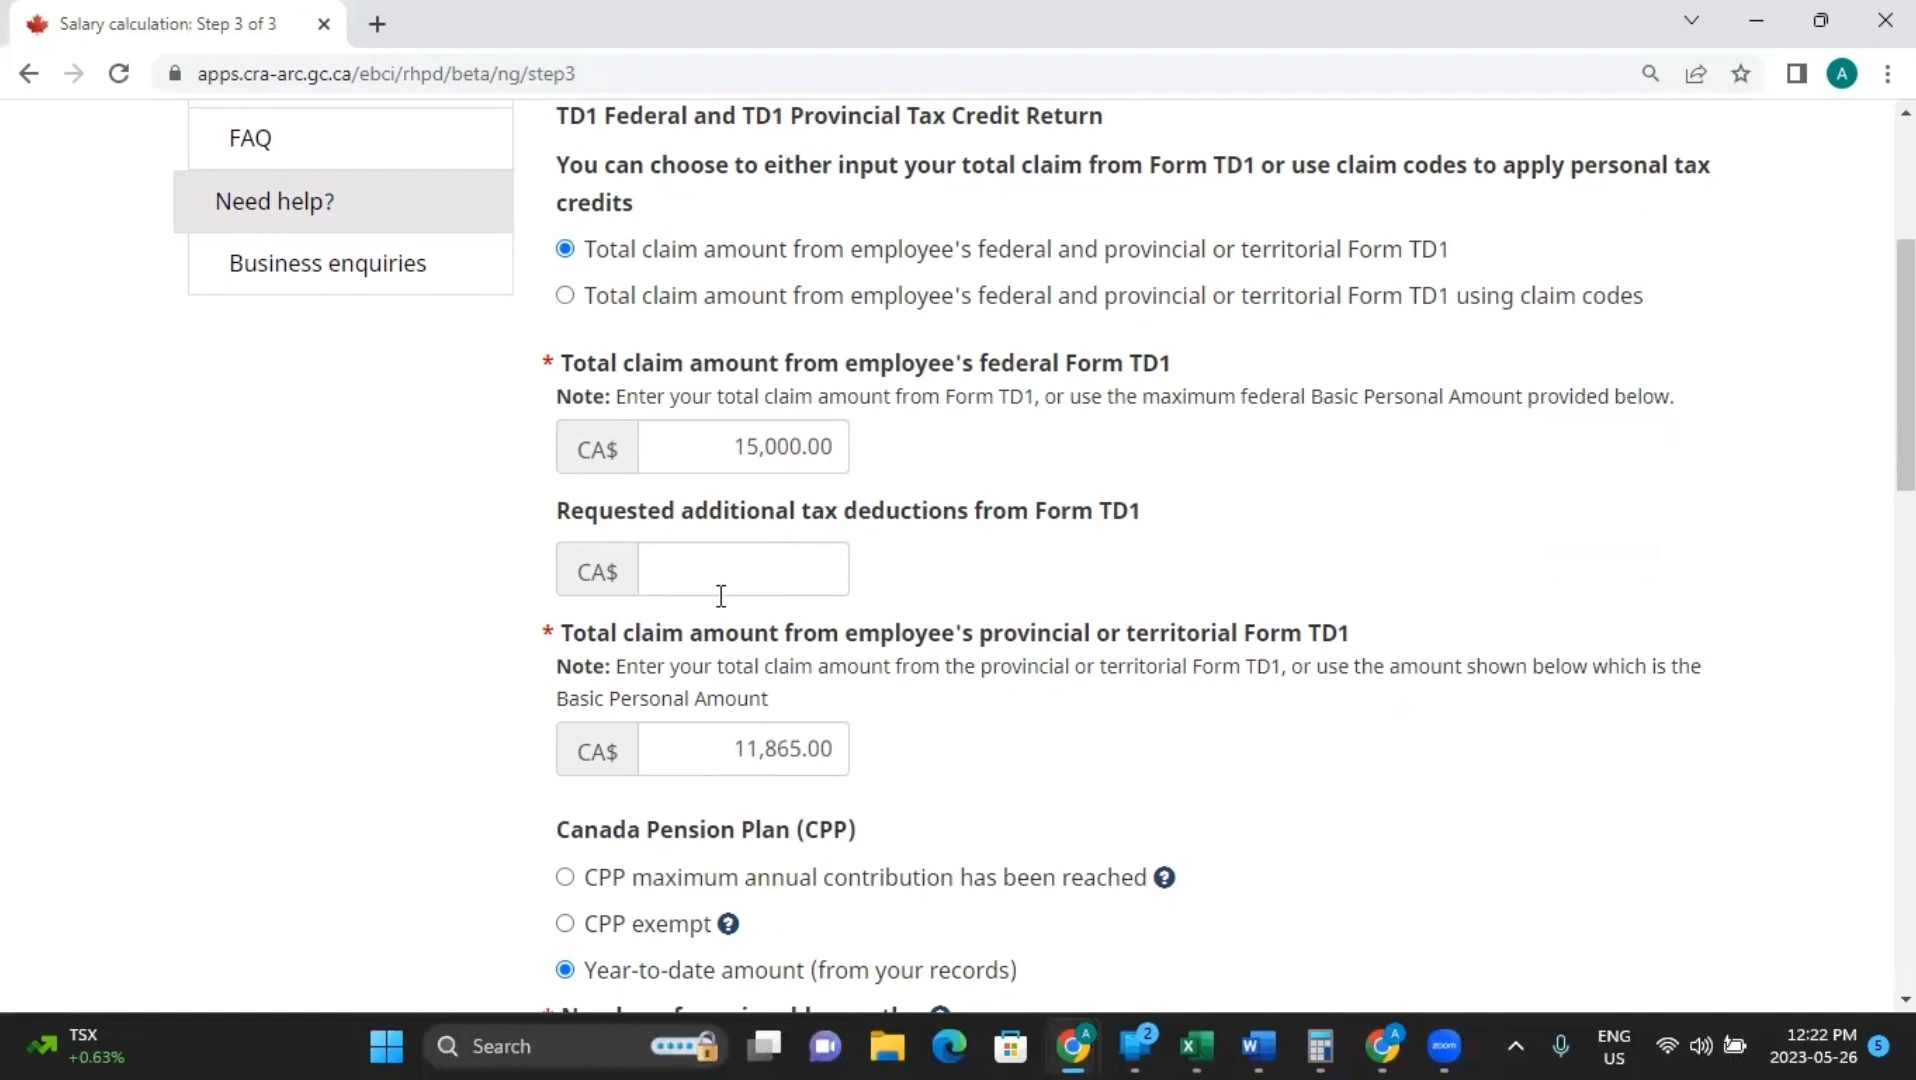 Salary calculation: Step 3 of 3
apps.cra-arc.gc.ca/ebci/rhpd/beta/ng/step3
A
FAQ
Need help?
Business enquiries
TD1 Federal and TD1 Provincial Tax Credit Return
You can choose to either input your total claim from Form TD1 or use claim codes to apply personal tax
credits
Total claim amount from employee's federal and provincial or territorial Form TD1
Total claim amount from employee's federal and provincial or territorial Form TD1 using claim codes
* Total claim amount from employee's federal Form TD1
Note: Enter your total claim amount from Form TD1, or use the maximum federal Basic Personal Amount provided below.
CA$ 15,000.00
Requested additional tax deductions from Form TD1
CA$
* Total claim amount from employee's provincial or territorial Form TD1
Note: Enter your total claim amount from the provincial or territorial Form TD1, or use the amount shown below which is the
Basic Personal Amount
CA$ 11,865.00
Canada Pension Plan (CPP)
CPP maximum annual contribution has been reached ?
CPP exempt ?
Year-to-date amount (from your records)
TSX
+0.63%
Search
A
2
X
W
A
zoom
ENG
US
12:22 PM
2023-05-26
5